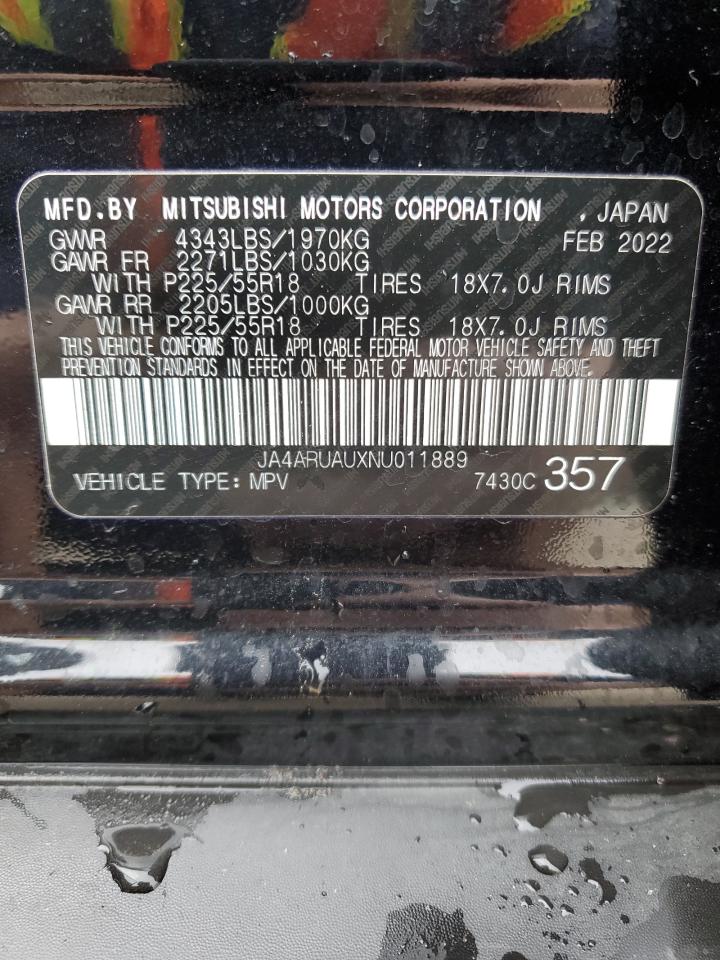 MFD.BY MITSUBISHI MOTORS CORPORATION , JAPAN
GVWR 4343LBS/1970KG FEB 2022
GAWR FR 2271LBS/1030KG
WITH P225/55R18 TIRES 18X7.0J RIMS
GAWR RR 2205LBS/1000KG
WITH P225/55R18 TIRES 18X7.0J RIMS
THIS VEHICLE CONFORMS TO ALL APPLICABLE FEDERAL MOTOR VEHICLE SAFETY AND THEFT
PREVENTION STANDARDS IN EFFECT ON THE DATE OF MANUFACTURE SHOWN ABOVE.
JA4ARUAUXNU011889
VEHICLE TYPE: MPV 7430C 357